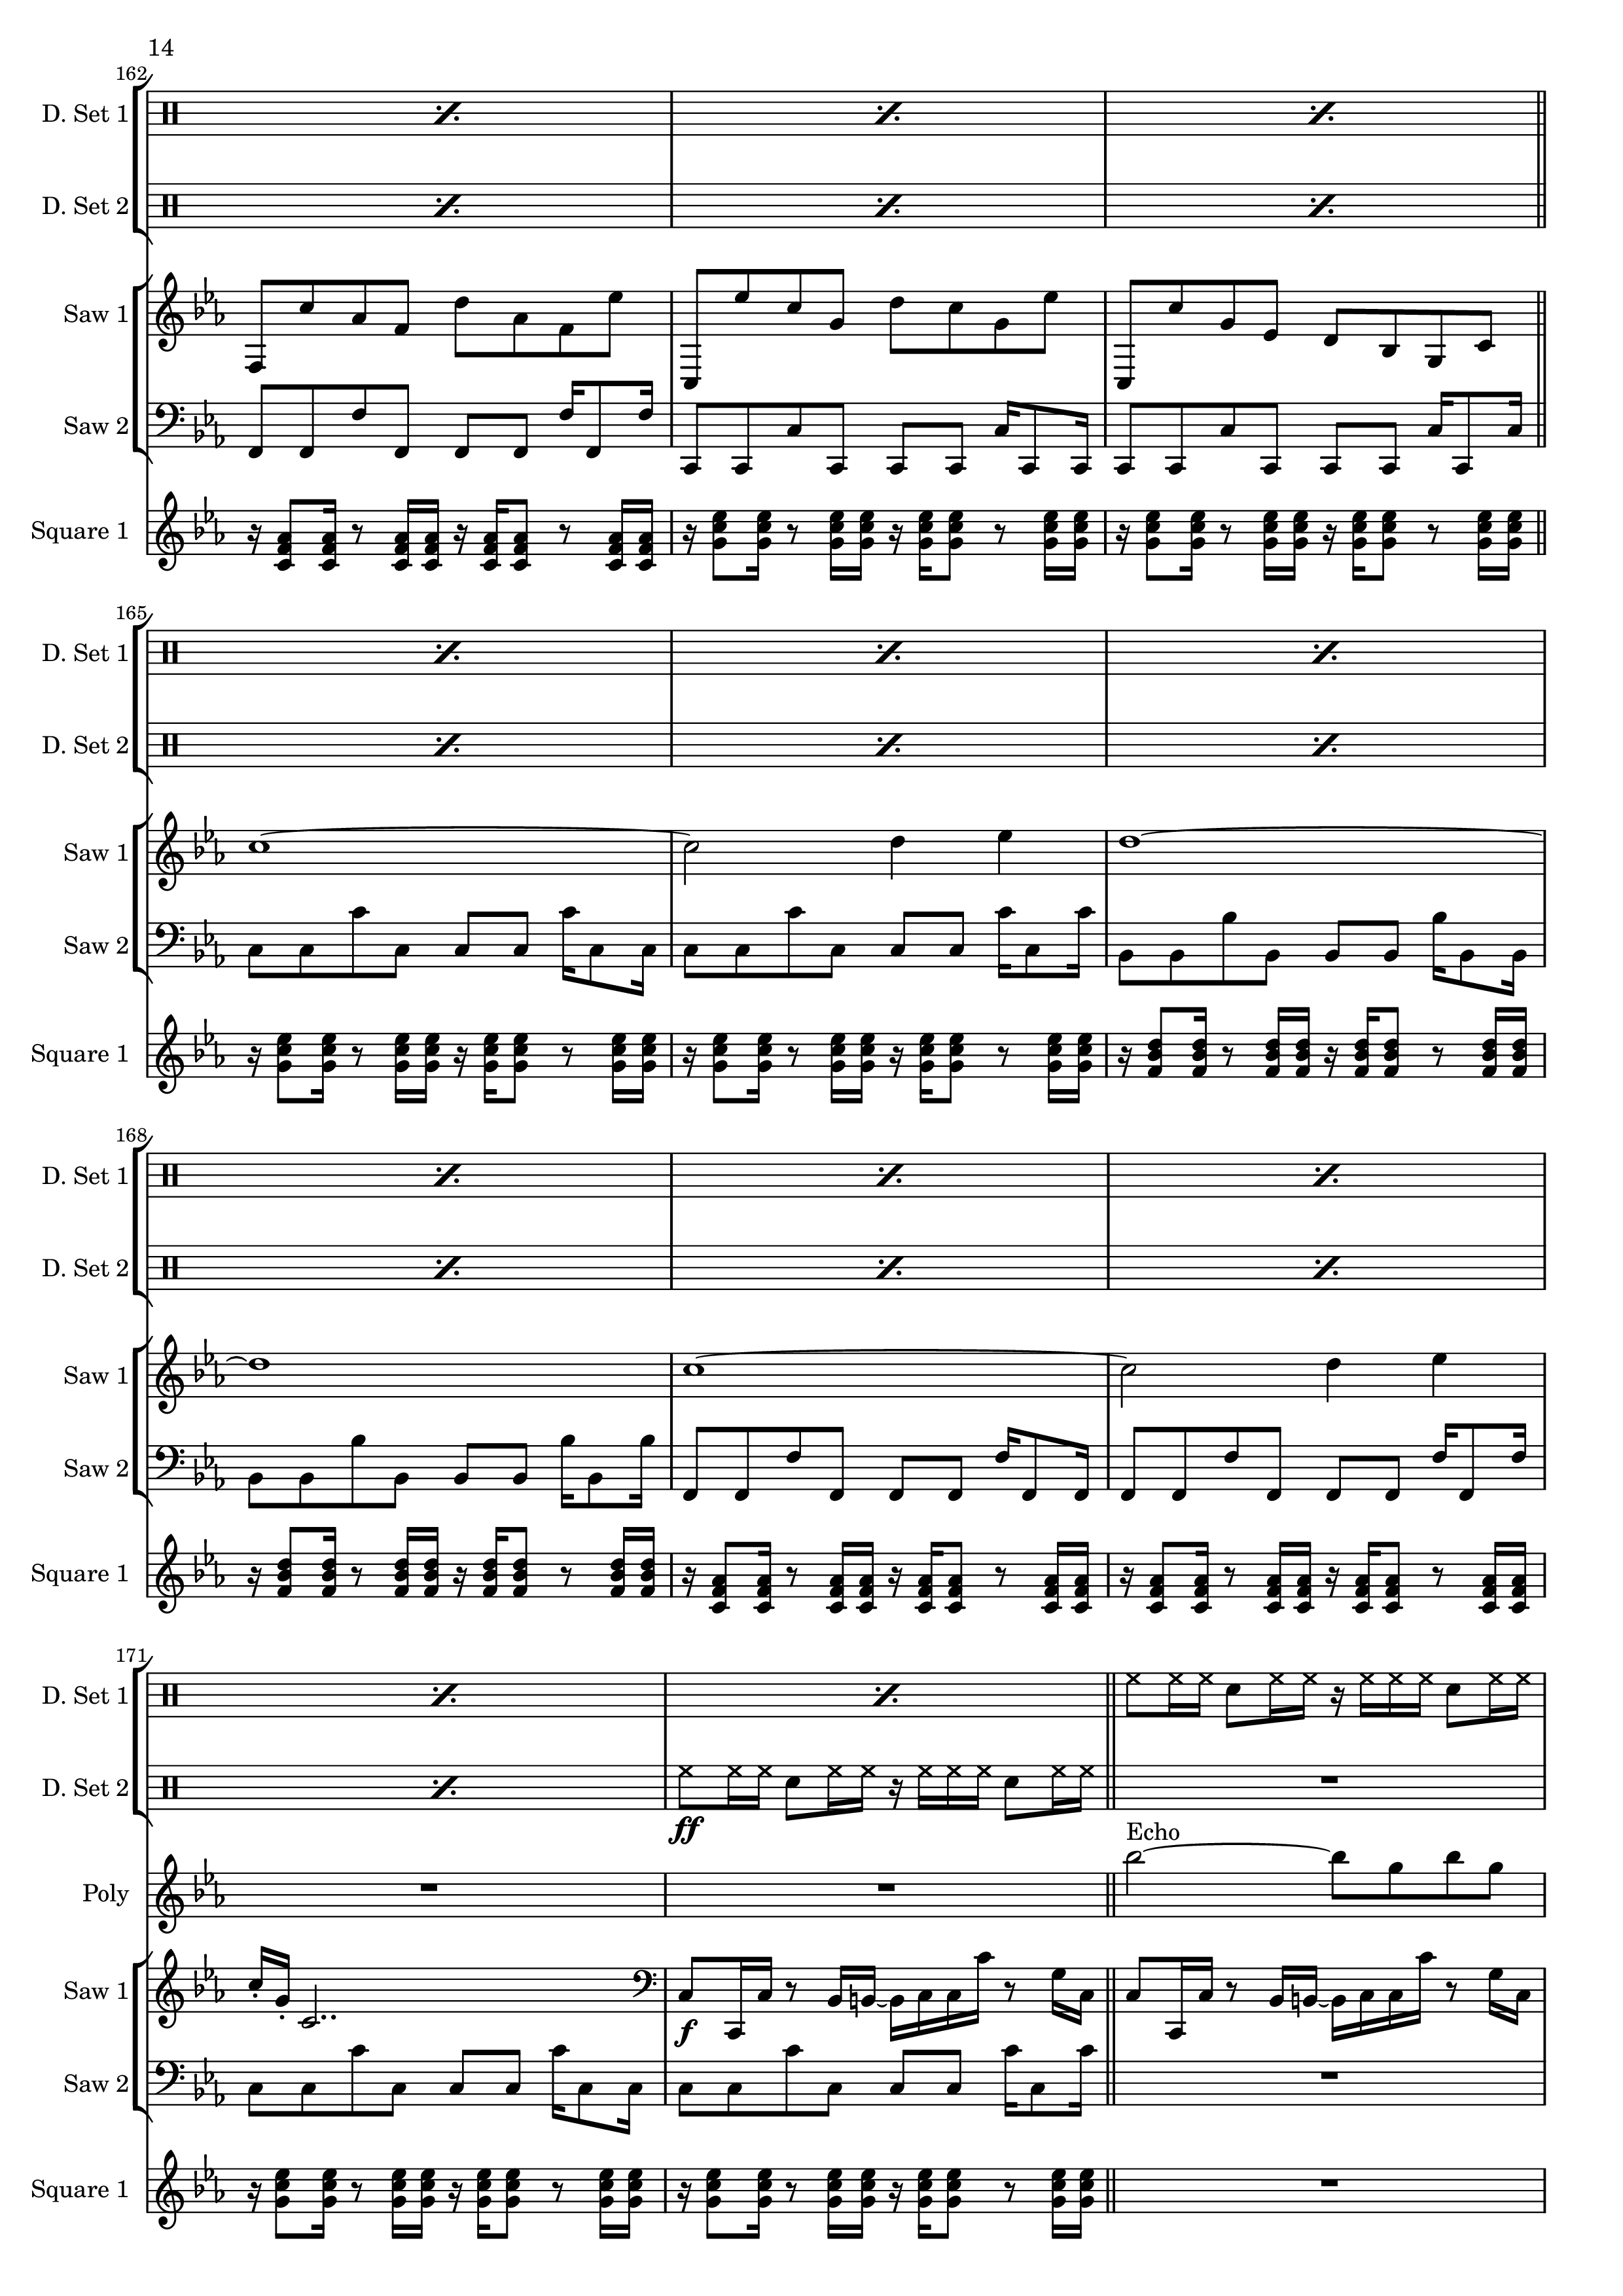 14
162
D. Set 1
D. Set 2
Saw 1
Saw 2
Square 1
165
D. Set 1
D. Set 2
Saw 1
Saw 2
Square 1
168
D. Set 1
D. Set 2
Saw 1
Saw 2
Square 1
171
D. Set 1
D. Set 2
ff
Echo
Poly
Saw 1
f
Saw 2
Square 1